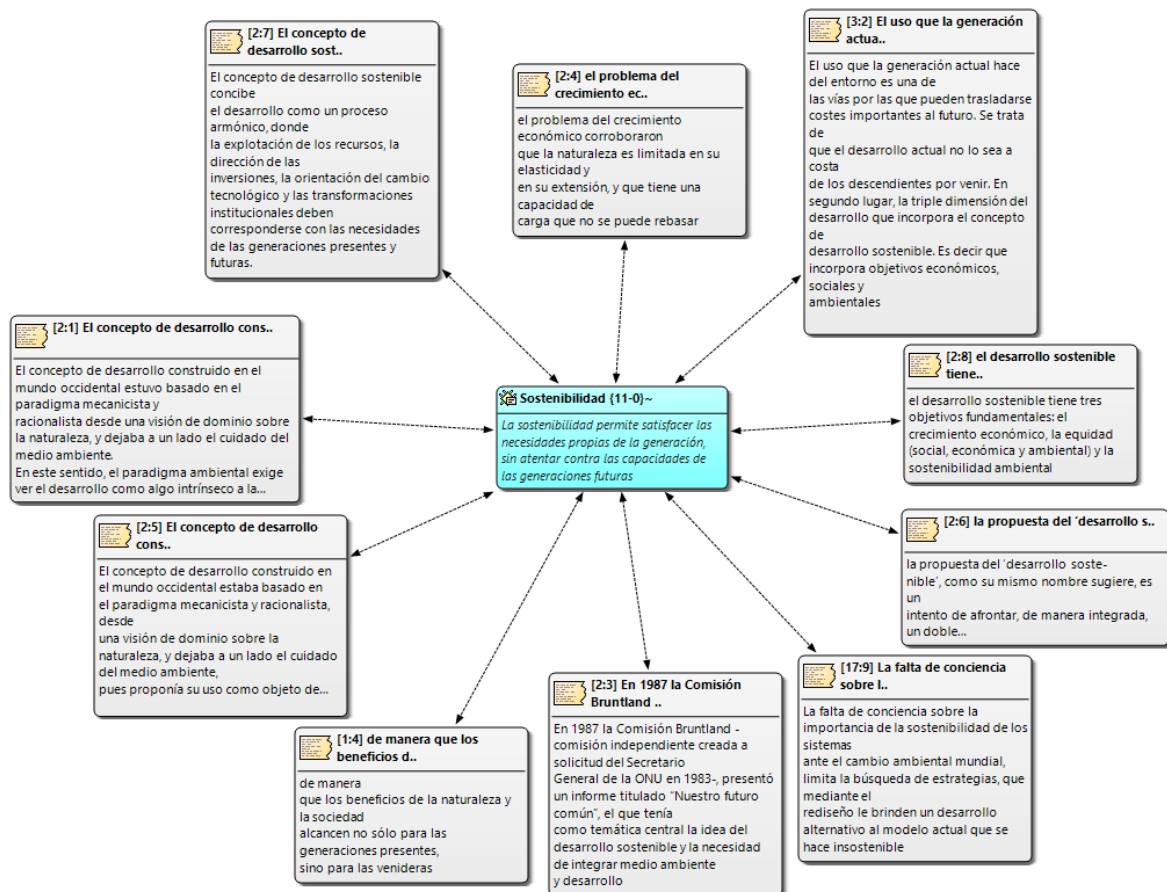 [2:7] El concepto de
desarrollo sost..
El concepto de desarrollo sostenible
concibe
el desarrollo como un proceso
armónico, donde
la explotación de los recursos, la
dirección de las
inversiones, la orientación del cambio
tecnológico y las transformaciones
institucionales deben
corresponderse con las necesidades
de las generaciones presentes y
futuras.
[2:4] el problema del
crecimiento ec..
el problema del crecimiento
económico corroboraron
que la naturaleza es limitada en su
elasticidad y
en su extensión, y que tiene una
capacidad de
carga que no se puede rebasar
[3:2] El uso que la generación
actua..
El uso que la generación actual hace
del entorno es una de
las vías por las que pueden trasladarse
costes importantes al futuro. Se trata
de
que el desarrollo actual no lo sea a
costa
de los descendientes por venir. En
segundo lugar, la triple dimensión del
desarrollo que incorpora el concepto
de
desarrollo sostenible. Es decir que
incorpora objetivos económicos,
sociales y
ambientales
[2:1] El concepto de desarrollo cons..
El concepto de desarrollo construido en el
mundo occidental estuvo basado en el
paradigma mecanicista y
racionalista desde una visión de dominio sobre
la naturaleza, y dejaba a un lado el cuidado del
medio ambiente.
En este sentido, el paradigma ambiental exige
ver el desarrollo como algo intrínseco a la...
Sostenibilidad {11-0}~
La sostenibilidad permite satisfacer las
necesidades propias de la generación,
sin atentar contra las capacidades de
las generaciones futuras
[2:8] el desarrollo sostenible
tiene..
el desarrollo sostenible tiene tres
objetivos fundamentales: el
crecimiento económico, la equidad
(social, económica y ambiental) y la
sostenibilidad ambiental
[2:5] El concepto de desarrollo
cons..
El concepto de desarrollo construido en
el mundo occidental estaba basado en
el paradigma mecanicista y racionalista,
desde
una visión de dominio sobre la
naturaleza, y dejaba a un lado el cuidado
del medio ambiente,
pues proponía su uso como objeto de...
[2:6] la propuesta del ‘desarrollo s..
la propuesta del ‘desarrollo soste-
nible’, como su mismo nombre sugiere, es
un
intento de afrontar, de manera integrada,
un doble...
[1:4] de manera que los
beneficios d..
de manera
que los beneficios de la naturaleza y
la sociedad
alcancen no sólo para las
generaciones presentes,
sino para las venideras
[2:3] En 1987 la Comisión
Bruntland ..
En 1987 la Comisión Bruntland -
comisión independiente creada a
solicitud del Secretario
General de la ONU en 1983-, presentó
un informe titulado “Nuestro futuro
común”, el que tenía
como temática central la idea del
desarrollo sostenible y la necesidad
de integrar medio ambiente
y desarrollo
[17:9] La falta de conciencia
sobre l..
La falta de conciencia sobre la
importancia de la sostenibilidad de los
sistemas
ante el cambio ambiental mundial,
limita la búsqueda de estrategias, que
mediante el
rediseño le brinden un desarrollo
alternativo al modelo actual que se
hace insostenible